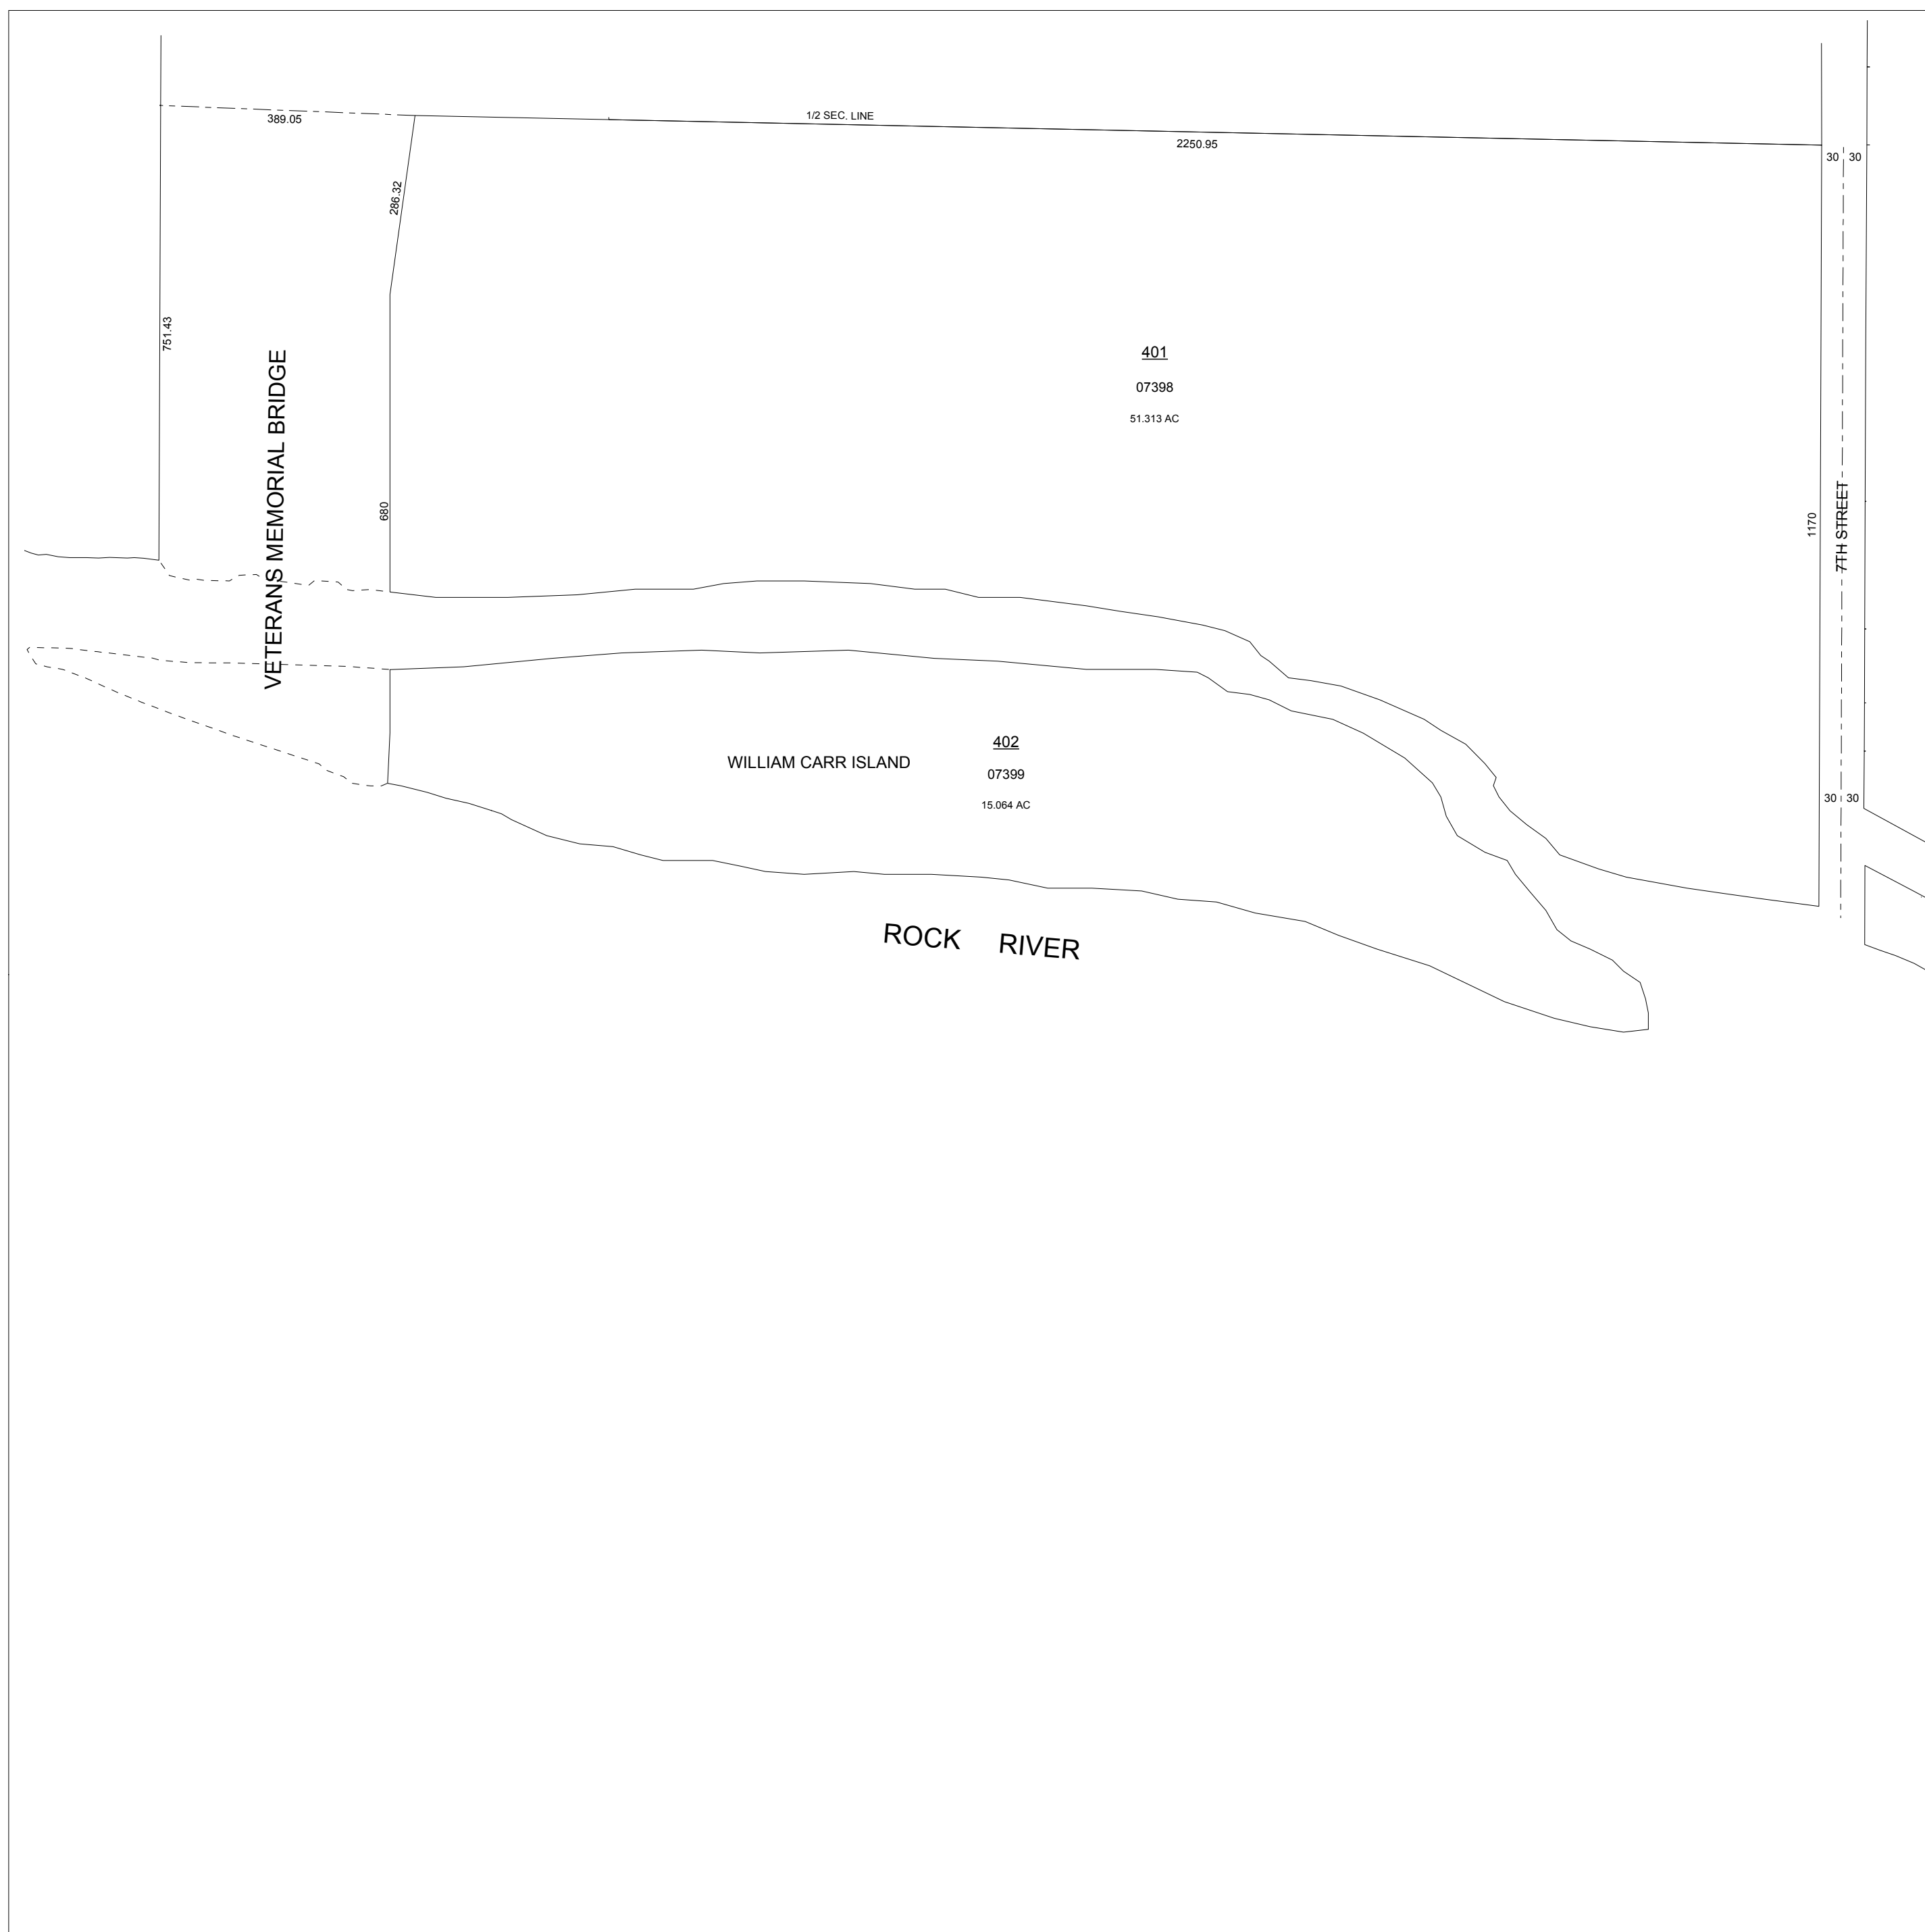 1/2 SEC. LINE
389.05
2250.95
30 30
286.32
751.43
401
07398
51.313 AC
VETERANS MEMORIAL BRIDGE
680
1170
7TH STREET
402
WILLIAM CARR ISLAND
07399
15.064 AC
30 30
ROCK RIVER